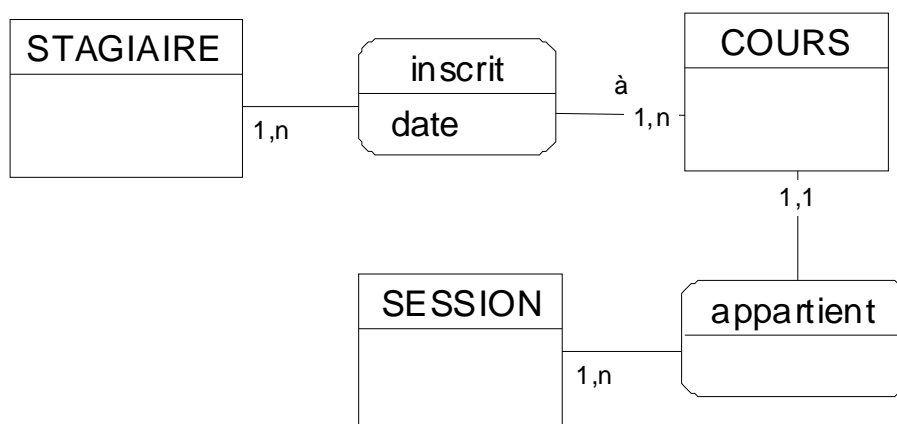 STAGIAIRE
inscrit
COURS
à
date
1,n
1,n
1,1
SESSION
appartient
1,n